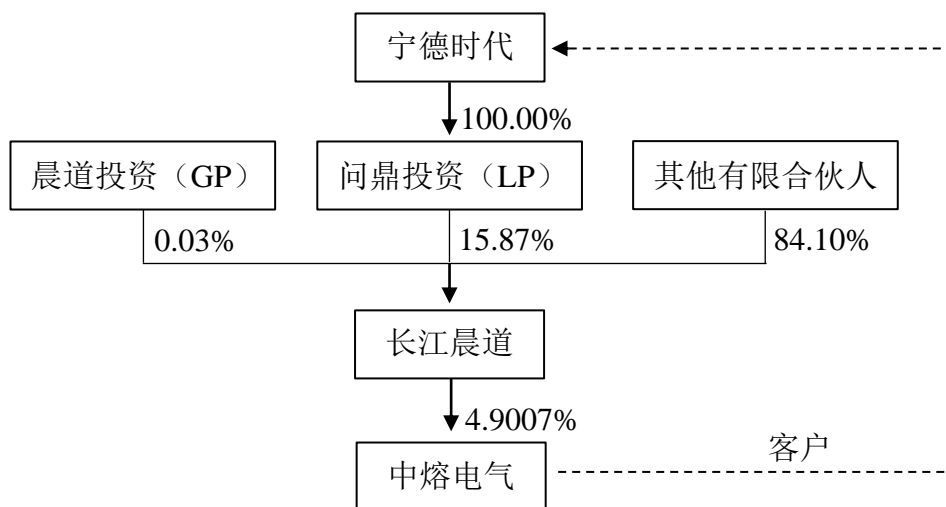 宁德时代
100.00%
晨道投资（GP）
问鼎投资（LP）
其他有限合伙人
0.03%
15.87%
84.10%
长江晨道
4.9007%
客户
中熔电气